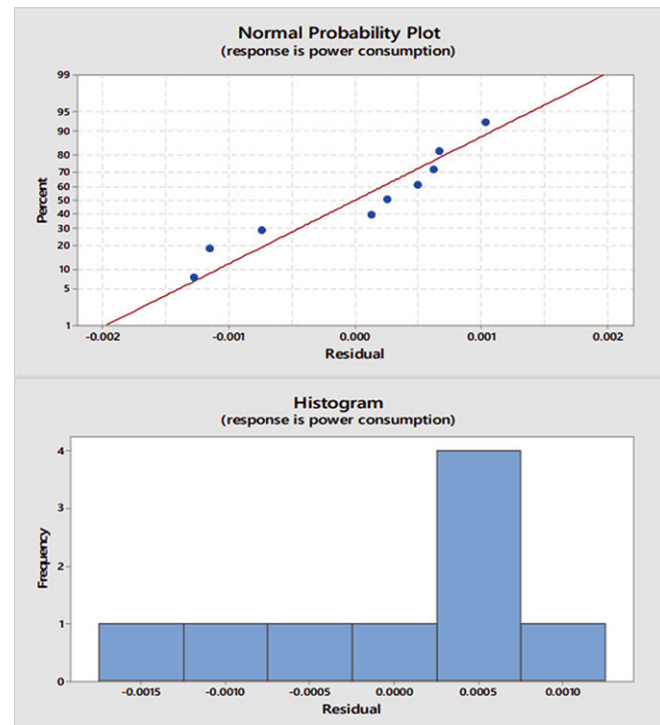 Normal Probability Plot
(response is power consumption)
99
95
90
80
70
60
50
40
30
20
10
5
1
Percent
-0.002 -0.001 0.000 0.001 0.002
Residual
Histogram
(response is power consumption)
4
3
2
1
0
Frequency
-0.0015 -0.0010 -0.0005 0.0000 0.0005 0.0010
Residual